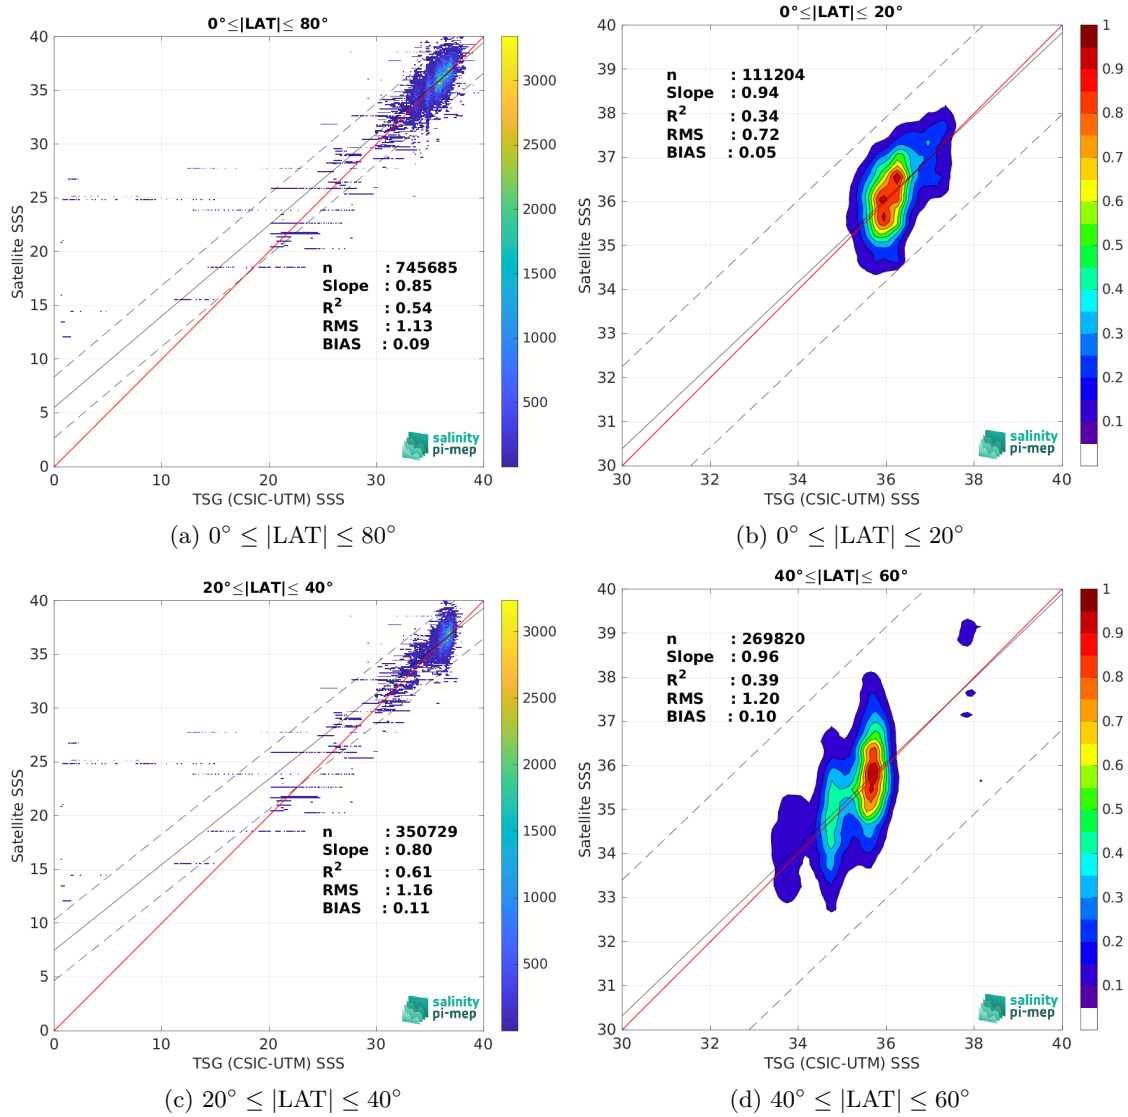 0°≤|LAT|≤ 80°
Satellite SSS
40
35
30
25
20
15
10
5
0
n : 745685
Slope : 0.85
R² : 0.54
RMS : 1.13
BIAS : 0.09
salinity
pi-mep
0 10 20 30 40
TSG (CSIC-UTM) SSS
3000
2500
2000
1500
1000
500
(a) 0° ≤ |LAT| ≤ 80°
0°≤|LAT|≤ 20°
Satellite SSS
40
39
38
37
36
35
34
33
32
31
30
n : 111204
Slope : 0.94
R² : 0.34
RMS : 0.72
BIAS : 0.05
salinity
pi-mep
30 32 34 36 38 40
TSG (CSIC-UTM) SSS
1
0.9
0.8
0.7
0.6
0.5
0.4
0.3
0.2
0.1
(b) 0° ≤ |LAT| ≤ 20°
20°≤|LAT|≤ 40°
Satellite SSS
40
35
30
25
20
15
10
5
0
n : 350729
Slope : 0.80
R² : 0.61
RMS : 1.16
BIAS : 0.11
salinity
pi-mep
0 10 20 30 40
TSG (CSIC-UTM) SSS
3000
2500
2000
1500
1000
500
(c) 20° ≤ |LAT| ≤ 40°
40°≤|LAT|≤ 60°
Satellite SSS
40
39
38
37
36
35
34
33
32
31
30
n : 269820
Slope : 0.96
R² : 0.39
RMS : 1.20
BIAS : 0.10
salinity
pi-mep
30 32 34 36 38 40
TSG (CSIC-UTM) SSS
1
0.9
0.8
0.7
0.6
0.5
0.4
0.3
0.2
0.1
(d) 40° ≤ |LAT| ≤ 60°